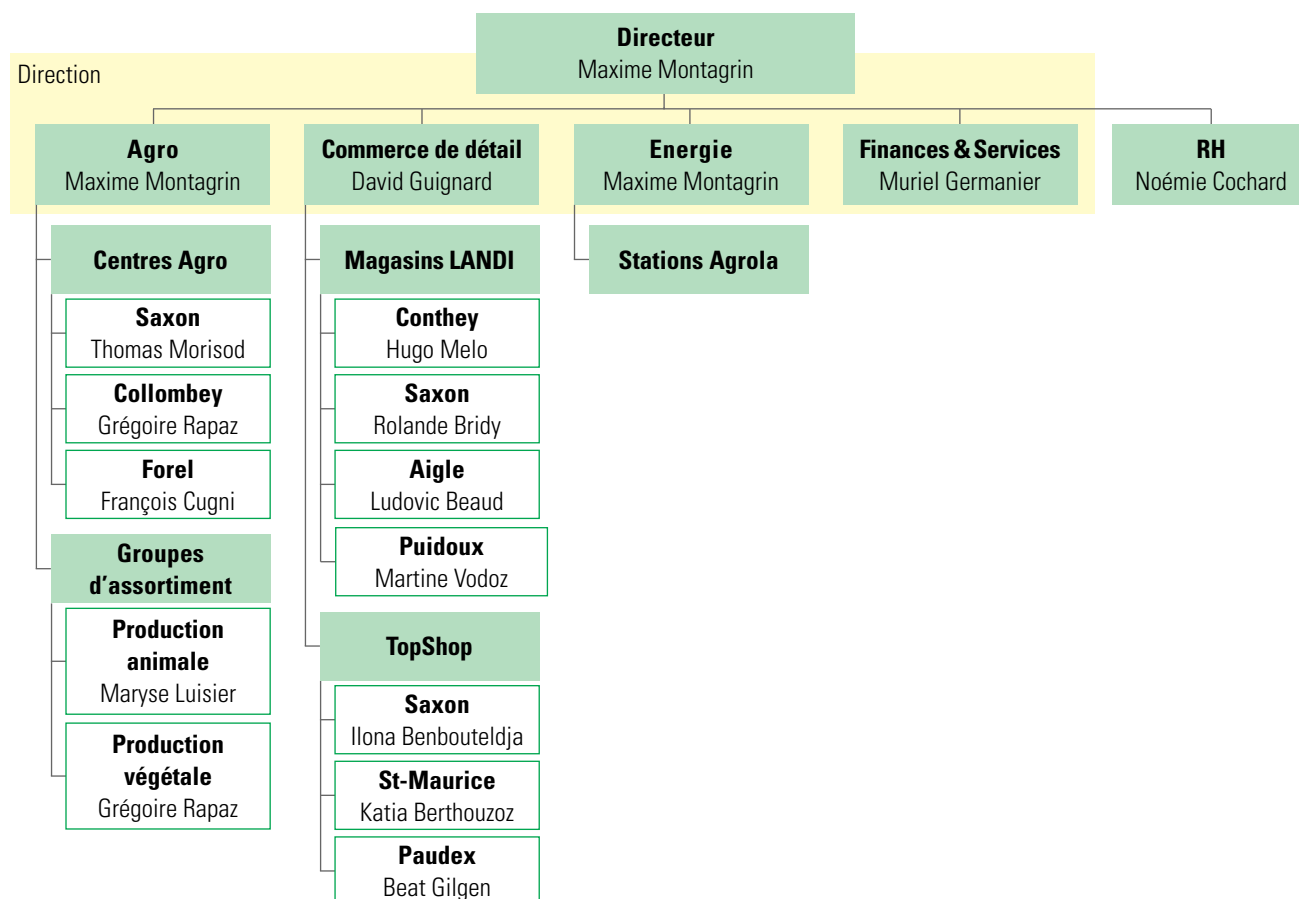 Directeur
Maxime Montagrin
Direction
Agro
Maxime Montagrin
Commerce de détail
David Guignard
Energie
Maxime Montagrin
Finances & Services
Muriel Germanier
RH
Noémie Cochard
Centres Agro
Saxon
Thomas Morisod
Collombey
Grégoire Rapaz
Forel
François Cugni
Groupes
d'assortiment
Production
animale
Maryse Luisier
Production
végétale
Grégoire Rapaz
Magasins LANDI
Conthey
Hugo Melo
Saxon
Rolande Bridy
Aigle
Ludovic Beaud
Puidoux
Martine Vodoz
TopShop
Saxon
Ilona Benbouteldja
St-Maurice
Katia Berthouzoz
Paudex
Beat Gilgen
Stations Agrola